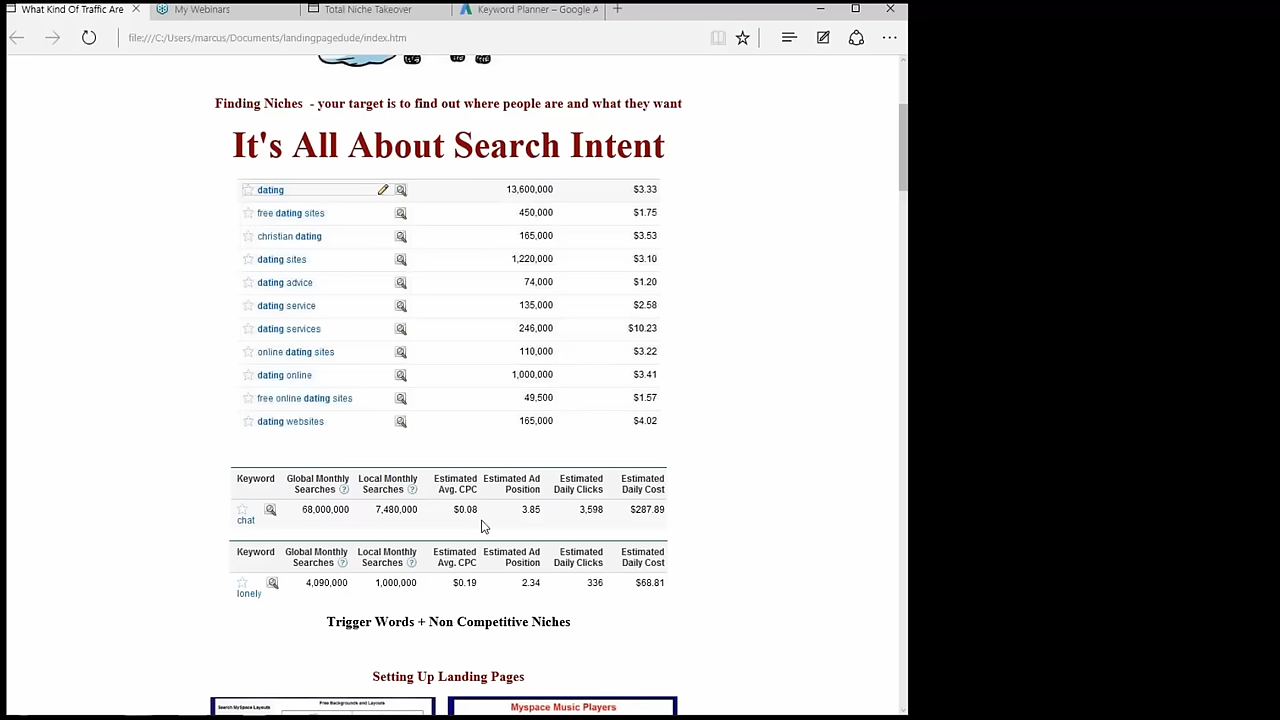 What Kind Of Traffic Are
My Webinars
Total Niche Takeover
Keyword Planner – Google A
file:///C:/Users/marcus/Documents/landingpagedude/index.htm
Finding Niches - your target is to find out where people are and what they want
It's All About Search Intent
dating 13,600,000 $3.33
free dating sites 450,000 $1.75
christian dating 165,000 $3.53
dating sites 1,220,000 $3.10
dating advice 74,000 $1.20
dating service 135,000 $2.58
dating services 246,000 $10.23
online dating sites 110,000 $3.22
dating online 1,000,000 $3.41
free online dating sites 49,500 $1.57
dating websites 165,000 $4.02
Keyword Global Monthly Searches Local Monthly Searches Estimated Avg. CPC Estimated Ad Position Estimated Daily Clicks Estimated Daily Cost
chat 68,000,000 7,480,000 $0.08 3.85 3,598 $287.89
Keyword Global Monthly Searches Local Monthly Searches Estimated Avg. CPC Estimated Ad Position Estimated Daily Clicks Estimated Daily Cost
lonely 4,090,000 1,000,000 $0.19 2.34 336 $68.81
Trigger Words + Non Competitive Niches
Setting Up Landing Pages
Search MySpace Layouts
Free Backgrounds and Layouts
Myspace Music Players